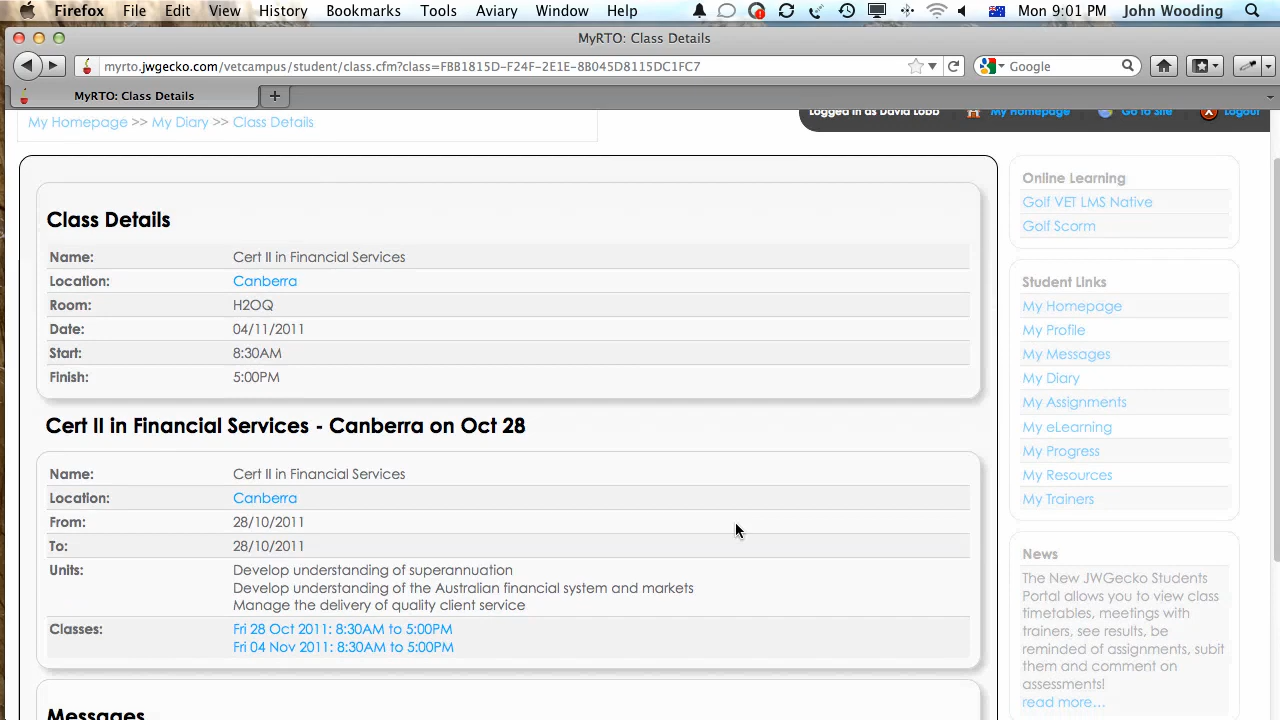 Firefox File Edit View History Bookmarks Tools Aviary Window Help Mon 9:01 PM John Wooding
MyRTO: Class Details
myrto.jwgecko.com/vetcampus/student/class.cfm?class=FBB1815D-F24F-2E1E-8B045D8115DC1FC7 Google
MyRTO: Class Details
My Homepage >> My Diary >> Class Details
Logged in as David Lobb My Homepage Go to Site Logout
Class Details
Name: Cert II in Financial Services
Location: Canberra
Room: H2OQ
Date: 04/11/2011
Start: 8:30AM
Finish: 5:00PM
Cert II in Financial Services - Canberra on Oct 28
Name: Cert II in Financial Services
Location: Canberra
From: 28/10/2011
To: 28/10/2011
Units: Develop understanding of superannuation
Develop understanding of the Australian financial system and markets
Manage the delivery of quality client service
Classes: Fri 28 Oct 2011: 8:30AM to 5:00PM
Fri 04 Nov 2011: 8:30AM to 5:00PM
Messages
Online Learning
Golf VET LMS Native
Golf Scorm
Student Links
My Homepage
My Profile
My Messages
My Diary
My Assignments
My eLearning
My Progress
My Resources
My Trainers
News
The New JWGecko Students
Portal allows you to view class
timetables, meetings with
trainers, see results, be
reminded of assignments, subit
them and comment on
assessments!
read more...